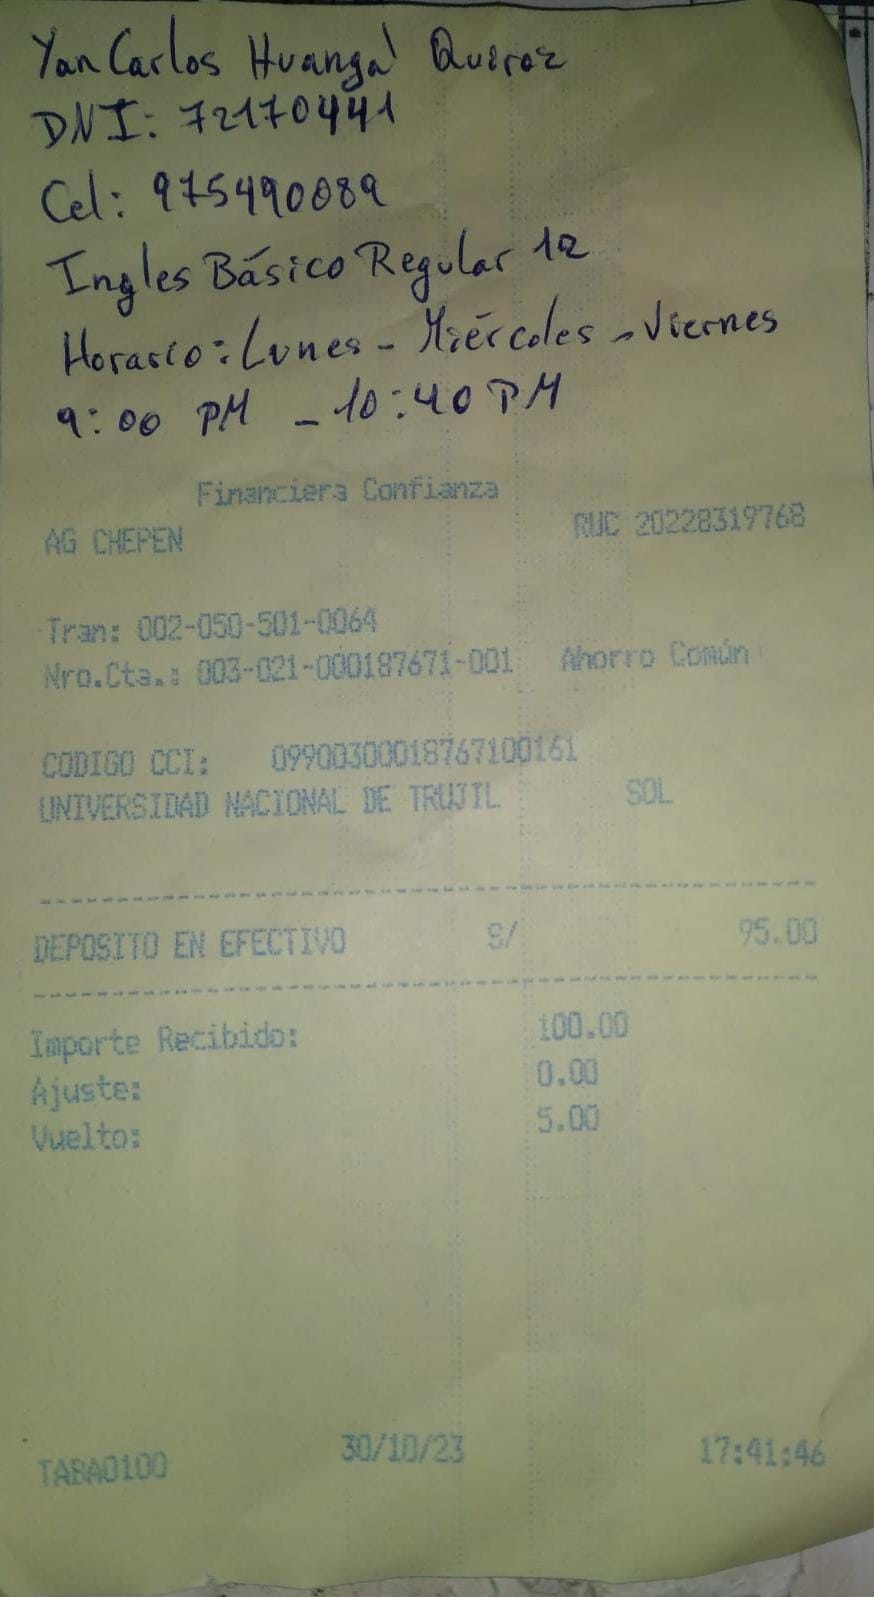 Yan Carlos Huangal Quiroz
DNI: 72170441
Cel: 975490089
Ingles Básico Regular 12
Horario: Lunes - Miércoles - Viernes
9:00 PM - 10:40 PM
Financiera Confianza
AG CHEPEN RUC 20228319768
Tran: 002-050-501-0064
Nro.Cta.: 003-021-000187671-001 Ahorro Común
CODIGO CCI: 09900300018767100161
UNIVERSIDAD NACIONAL DE TRUJIL SOL
DEPOSITO EN EFECTIVO S/ 95.00
Importe Recibido: 100.00
Ajuste: 0.00
Vuelto: 5.00
TABA0100 30/10/23 17:41:46